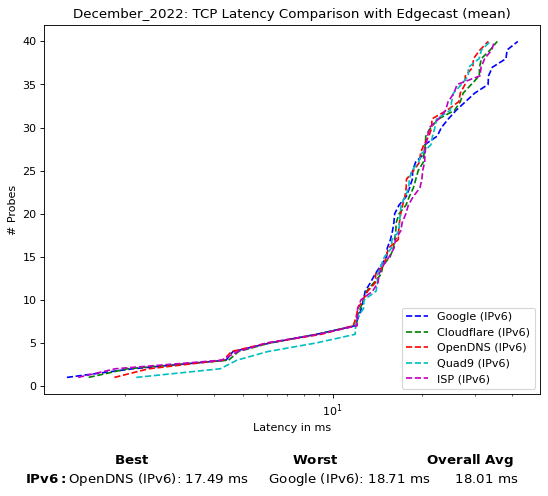 December_2022: TCP Latency Comparison with Edgecast (mean)
40
35
30
25
20
15
10
5
0
# Probes
Google (IPv6)
Cloudflare (IPv6)
OpenDNS (IPv6)
Quad9 (IPv6)
ISP (IPv6)
10¹
Latency in ms
Best Worst Overall Avg
IPv6: OpenDNS (IPv6): 17.49 ms Google (IPv6): 18.71 ms 18.01 ms